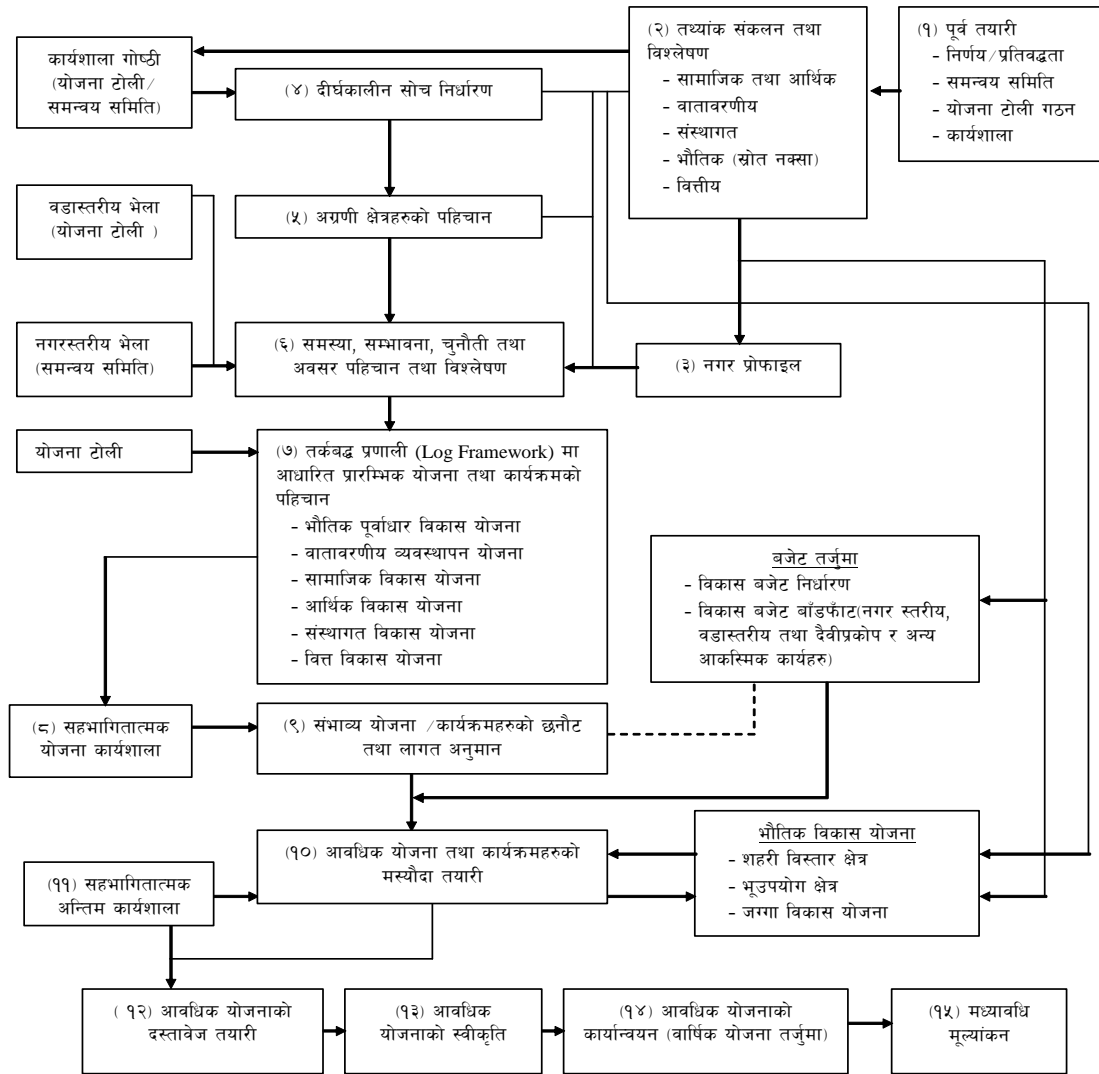 (१) पूर्व तयारी
- निर्णय/प्रतिवद्धता
- समन्वय समिति
- योजना टोली गठन
- कार्यशाला
(२) तथ्यांक संकलन तथा
विश्लेषण
- सामाजिक तथा आर्थिक
- वातावरणीय
- संस्थागत
- भौतिक (स्रोत नक्सा)
- वित्तीय
कार्यशाला गोष्ठी
(योजना टोली/
समन्वय समिति)
(४) दीर्घकालीन सोच निर्धारण
वडास्तरीय भेला
(योजना टोली )
(५) अग्रणी क्षेत्रहरुको पहिचान
नगरस्तरीय भेला
(समन्वय समिति)
(६) समस्या, सम्भावना, चुनौती तथा
अवसर पहिचान तथा विश्लेषण
(३) नगर प्रोफाइल
योजना टोली
(७) तर्कबद्ध प्रणाली (Log Framework) मा
आधारित प्रारम्भिक योजना तथा कार्यक्रमको
पहिचान
- भौतिक पूर्वाधार विकास योजना
- वातावरणीय व्यवस्थापन योजना
- सामाजिक विकास योजना
- आर्थिक विकास योजना
- संस्थागत विकास योजना
- वित्त विकास योजना
बजेट तर्जुमा
- विकास बजेट निर्धारण
- विकास बजेट बाँडफाँट(नगर स्तरीय,
वडास्तरीय तथा दैवीप्रकोप र अन्य
आकस्मिक कार्यहरु)
(८) सहभागितात्मक
योजना कार्यशाला
(९) संभाव्य योजना /कार्यक्रमहरुको छनौट
तथा लागत अनुमान
(१०) आवधिक योजना तथा कार्यक्रमहरुको
मस्यौदा तयारी
भौतिक विकास योजना
- शहरी विस्तार क्षेत्र
- भूउपयोग क्षेत्र
- जग्गा विकास योजना
(११) सहभागितात्मक
अन्तिम कार्यशाला
( १२) आवधिक योजनाको
दस्तावेज तयारी
(१३) आवधिक
योजनाको स्वीकृति
(१४) आवधिक योजनाको
कार्यान्वयन (वार्षिक योजना तर्जुमा)
(१५) मध्यावधि
मूल्यांकन